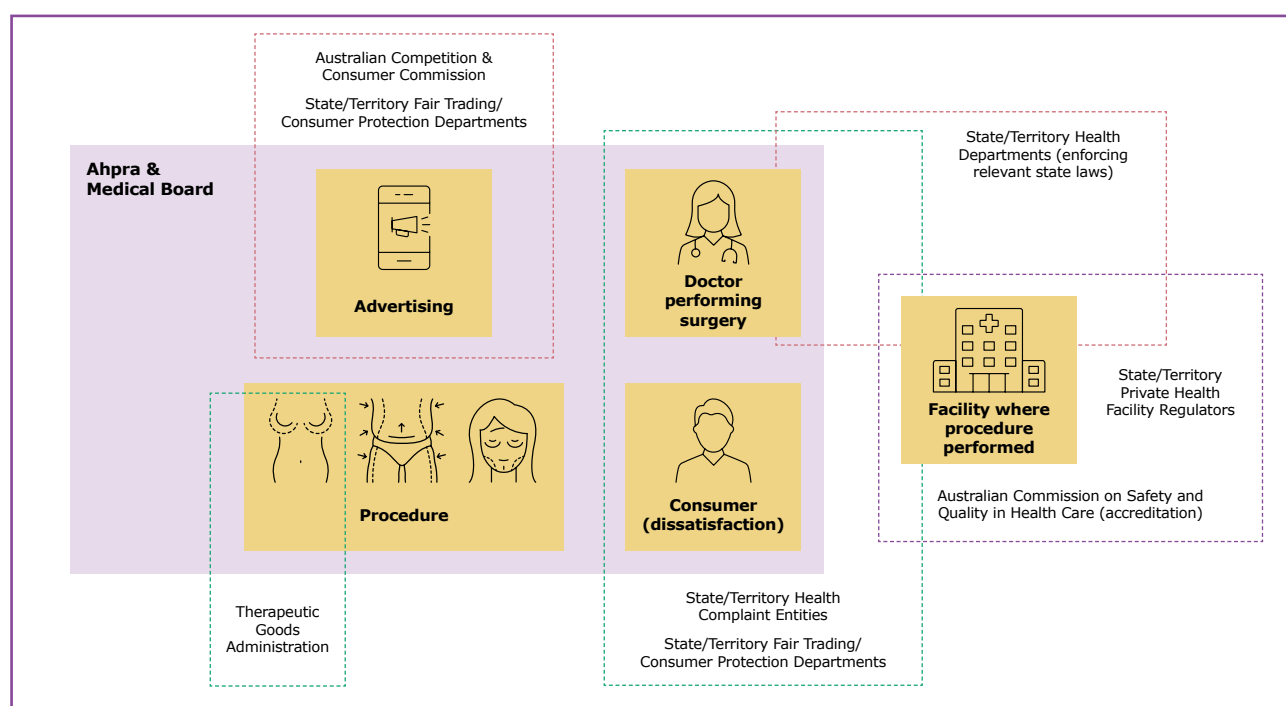 Australian Competition &
Consumer Commission
State/Territory Fair Trading/
Consumer Protection Departments
Ahpra &
Medical Board
Advertising
Doctor
performing
surgery
State/Territory Health
Departments (enforcing
relevant state laws)
Facility where
procedure
performed
State/Territory
Private Health
Facility Regulators
Australian Commission on Safety and
Quality in Health Care (accreditation)
Procedure
Consumer
(dissatisfaction)
Therapeutic
Goods
Administration
State/Territory Health
Complaint Entities
State/Territory Fair Trading/
Consumer Protection Departments